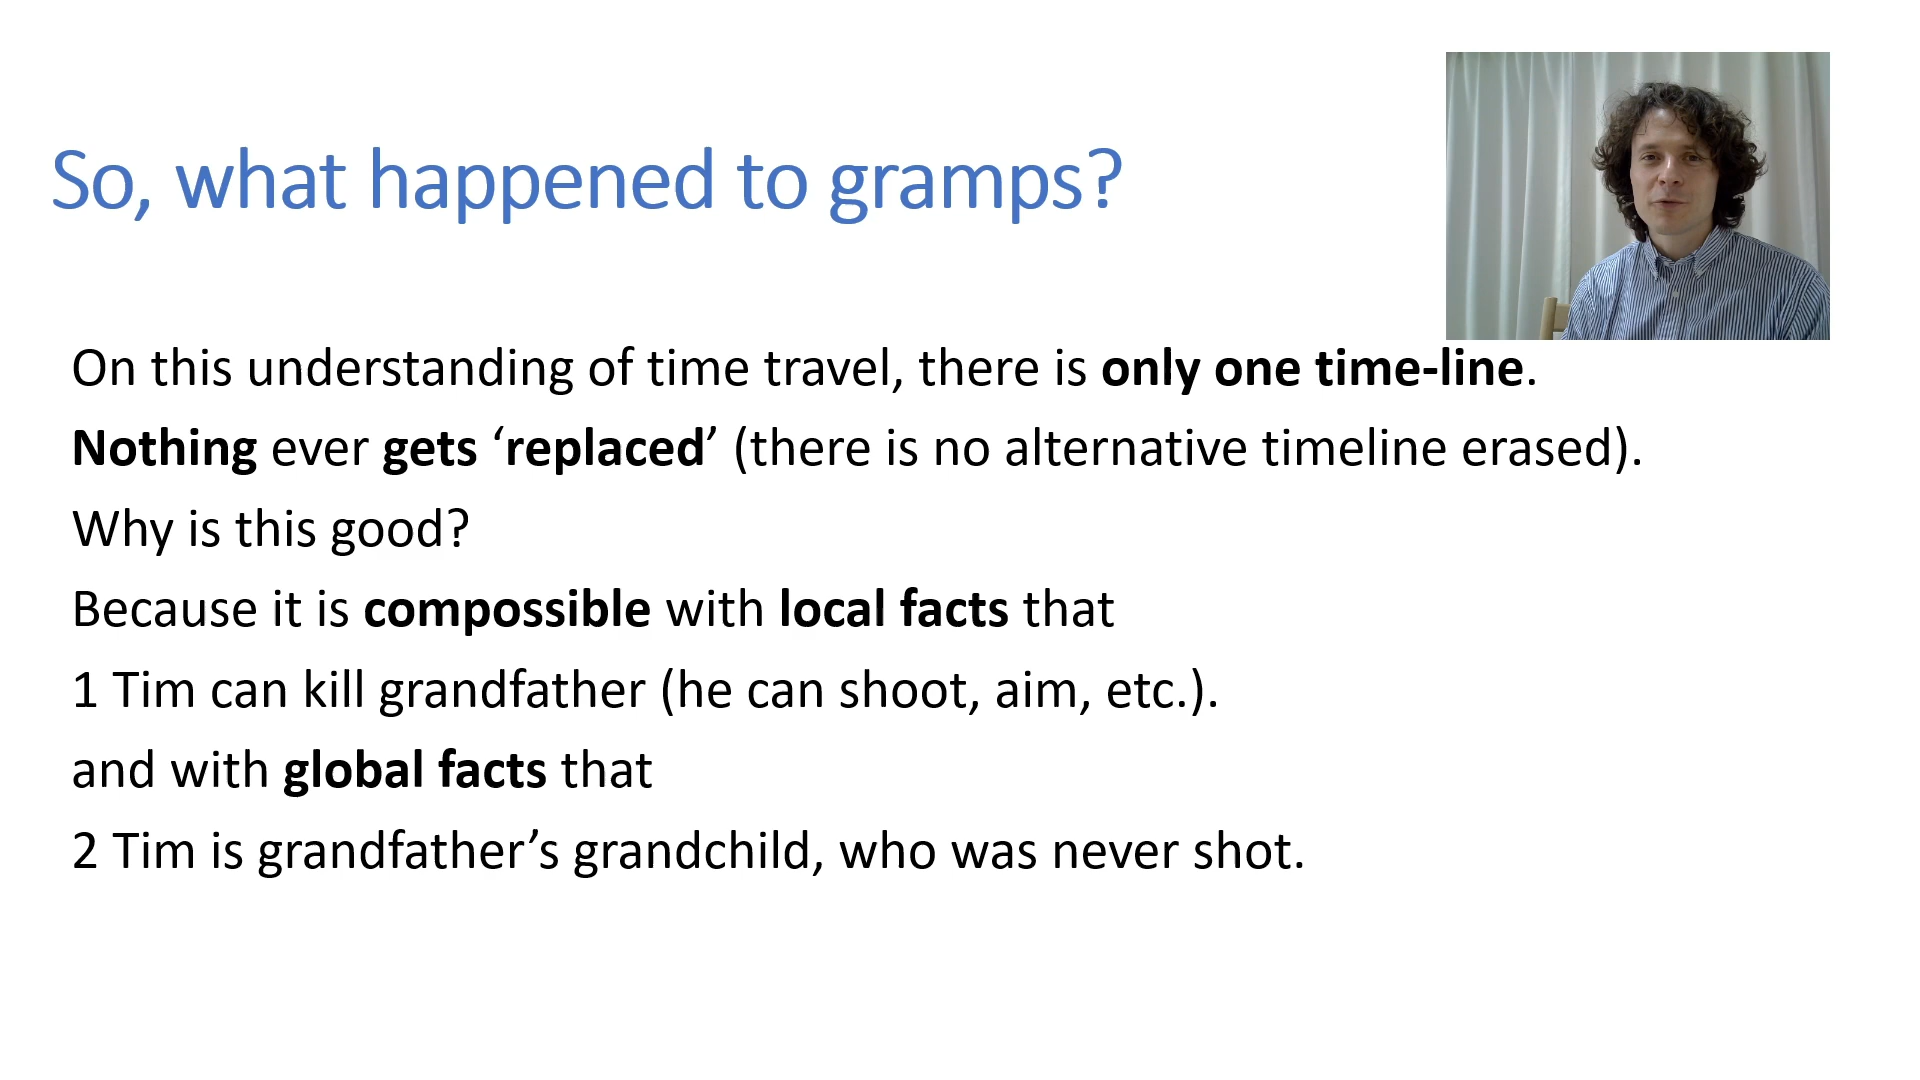 So, what happened to gramps?
On this understanding of time travel, there is only one time-line.
Nothing ever gets ‘replaced’ (there is no alternative timeline erased).
Why is this good?
Because it is compossible with local facts that
1 Tim can kill grandfather (he can shoot, aim, etc.).
and with global facts that
2 Tim is grandfather’s grandchild, who was never shot.